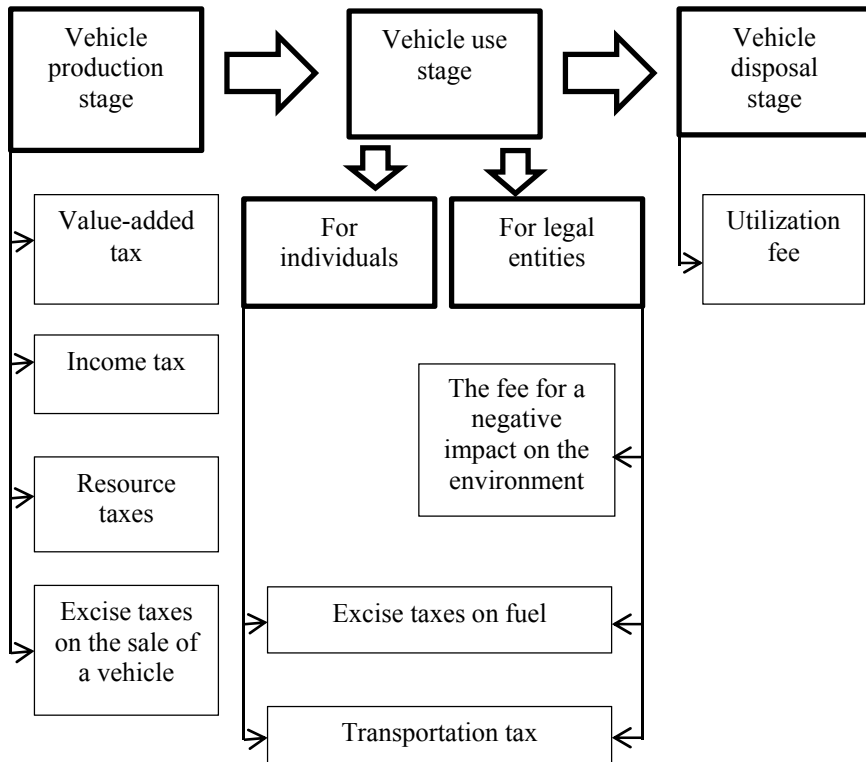 Vehicle
production
stage
Vehicle use
stage
Vehicle
disposal
stage
Value-added
tax
For
individuals
For legal
entities
Utilization
fee
Income tax
The fee for a
negative
impact on the
environment
Resource
taxes
Excise taxes
on the sale of
a vehicle
Excise taxes on fuel
Transportation tax